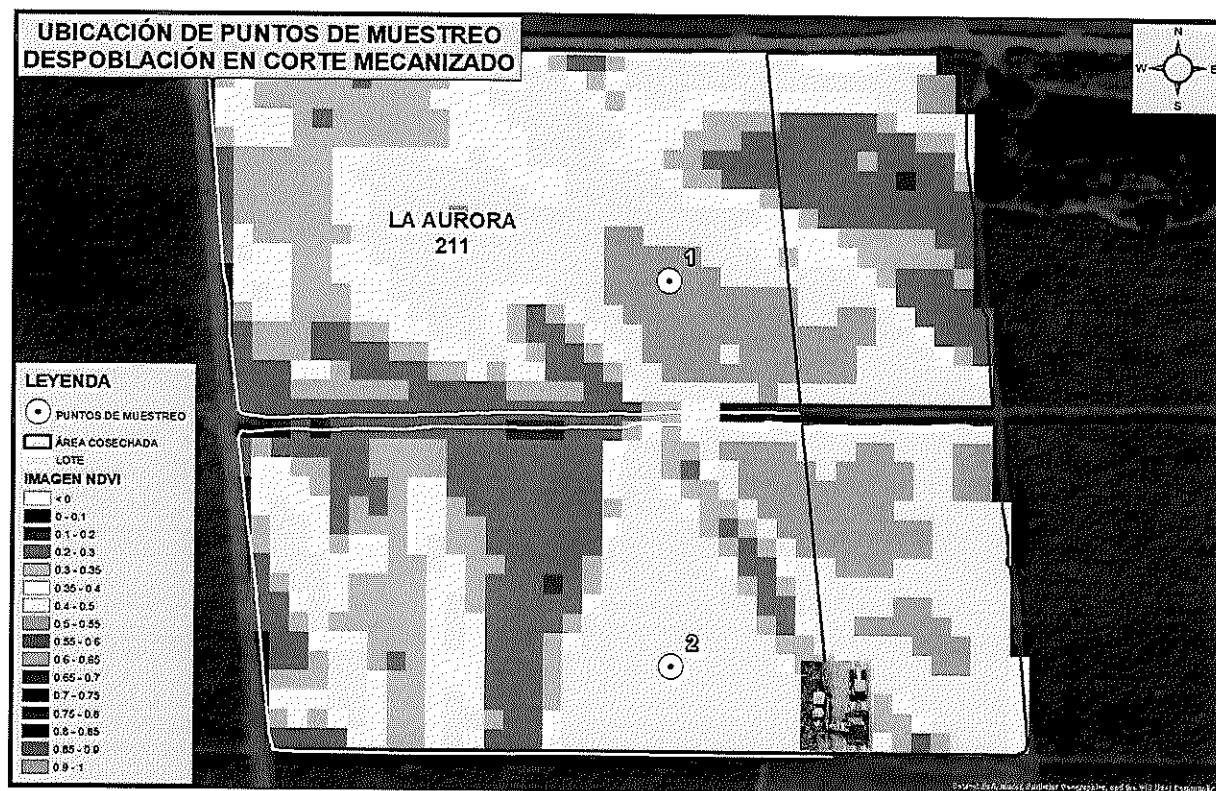 UBICACIÓN DE PUNTOS DE MUESTREO
DESPOBLACIÓN EN CORTE MECANIZADO
N
W E
S
LA AURORA
211
1
2
LEYENDA
PUNTOS DE MUESTREO
ÁREA COSECHADA
LOTE
IMAGEN NDVI
< 0
0 - 0.1
0.1 - 0.2
0.2 - 0.3
0.3 - 0.35
0.35 - 0.4
0.4 - 0.5
0.5 - 0.55
0.55 - 0.6
0.6 - 0.65
0.65 - 0.7
0.7 - 0.75
0.75 - 0.8
0.8 - 0.85
0.85 - 0.9
0.9 - 1